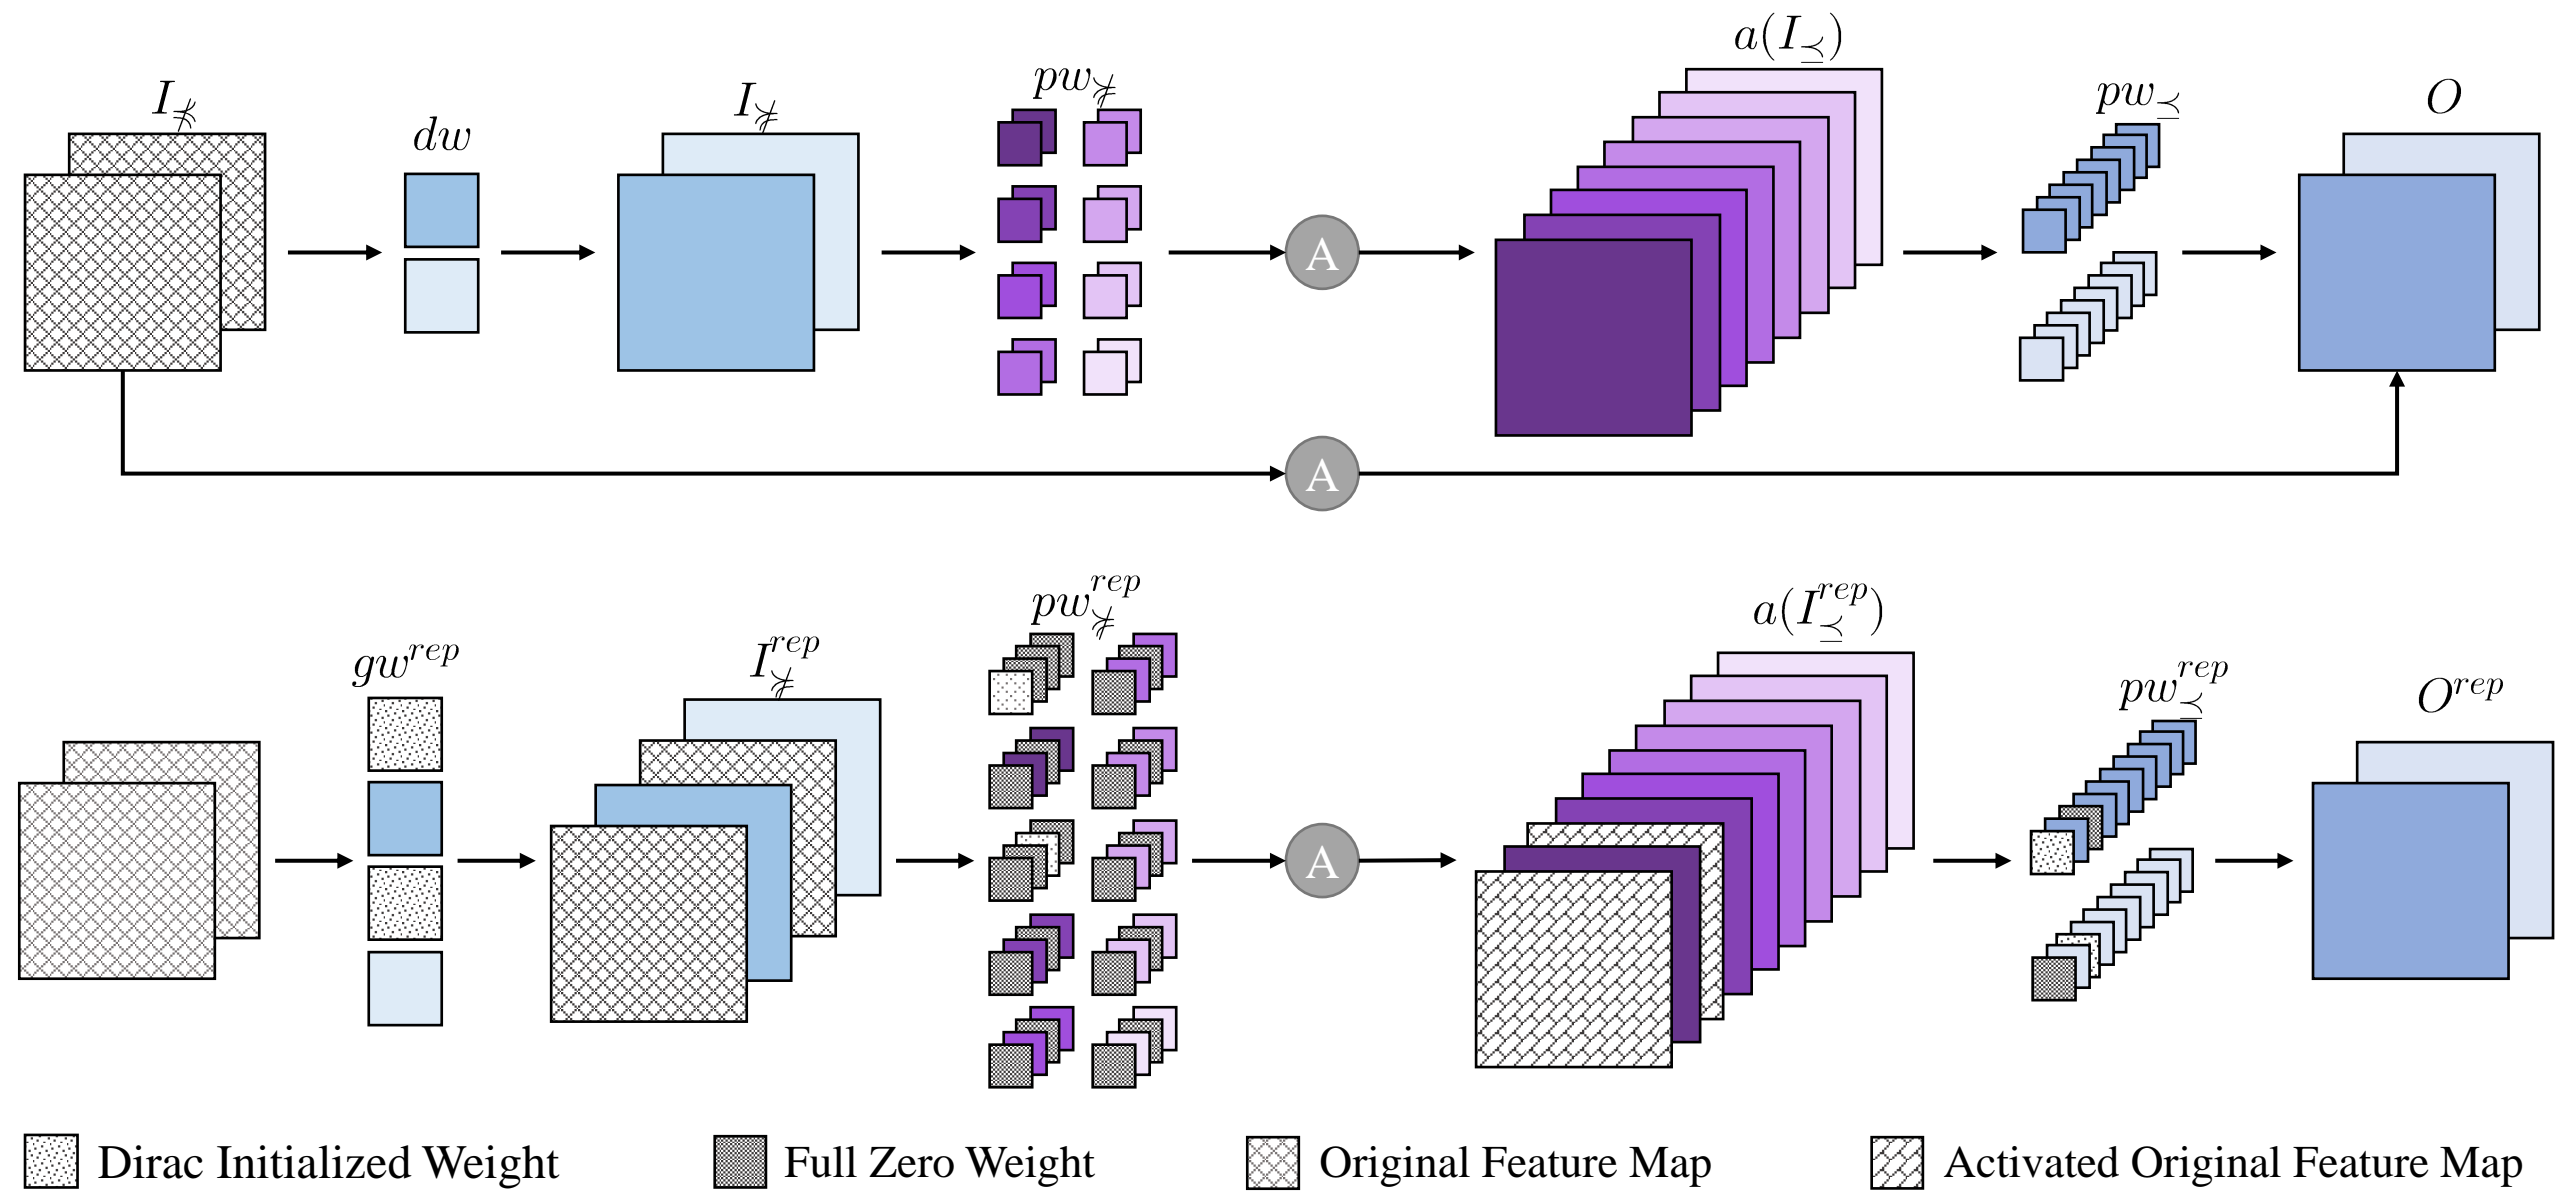 I⋠
dw
I⋡
pw⋡
A
a(I⪯)
pw⪯
O
A
gw^rep
I⋡^rep
pw⋡^rep
A
a(I⪯^rep)
pw⪯^rep
O^rep
Dirac Initialized Weight
Full Zero Weight
Original Feature Map
Activated Original Feature Map